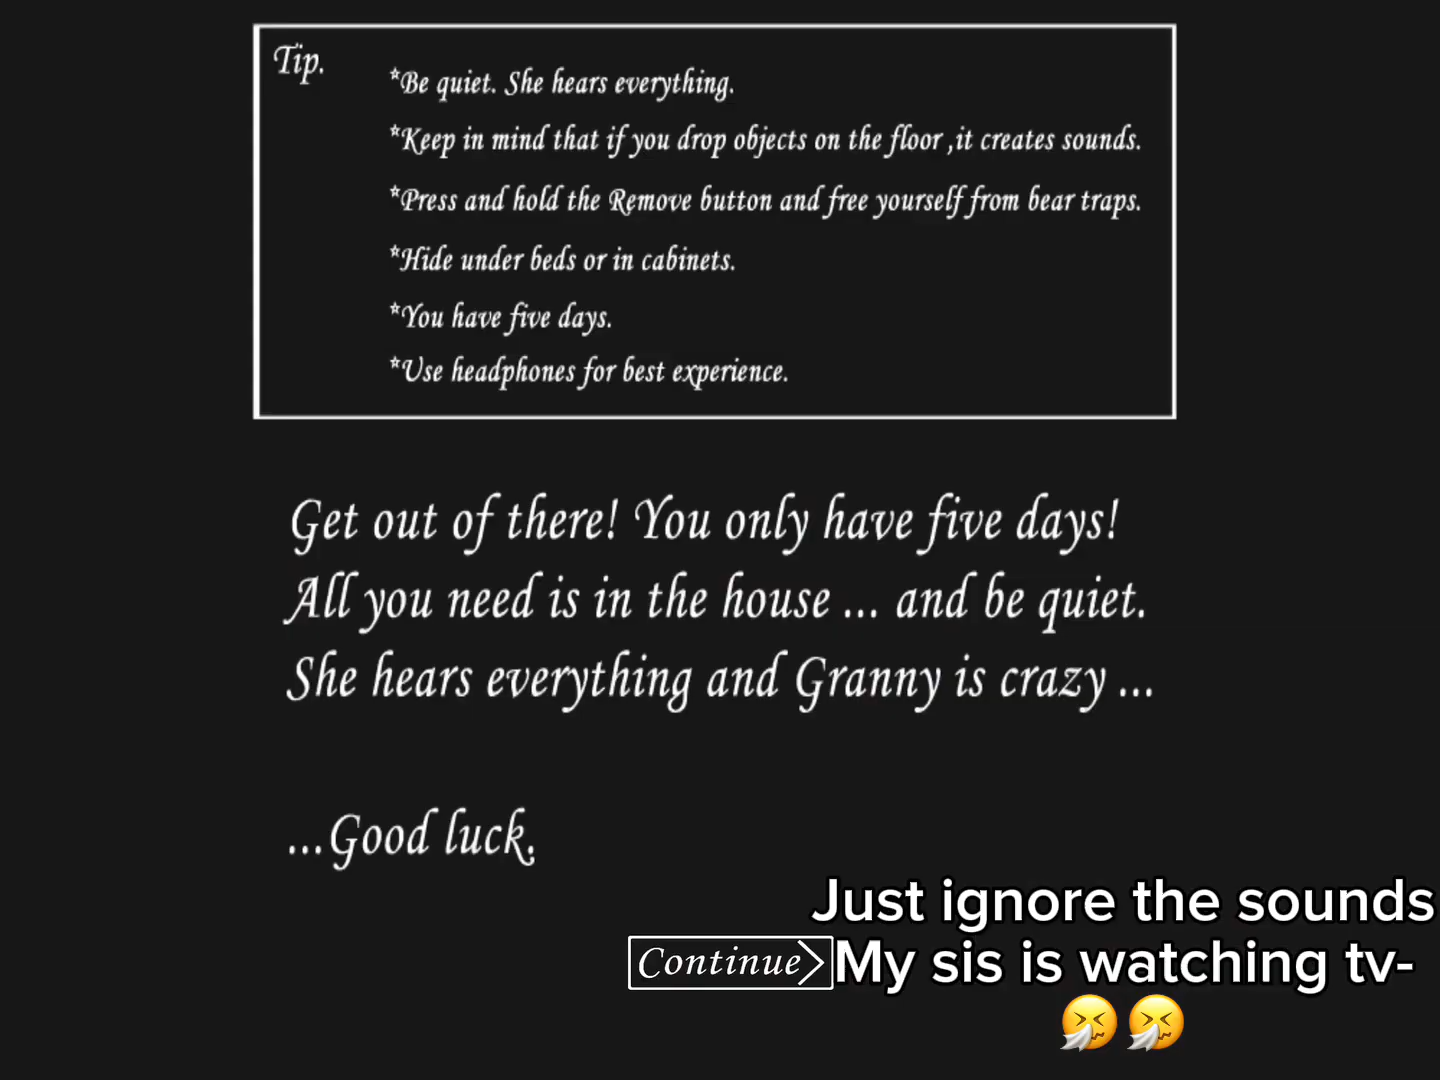 Tip.
*Be quiet. She hears everything.
*Keep in mind that if you drop objects on the floor ,it creates sounds.
*Press and hold the Remove button and free yourself from bear traps.
*Hide under beds or in cabinets.
*You have five days.
*Use headphones for best experience.
Get out of there! You only have five days!
All you need is in the house ... and be quiet.
She hears everything and Granny is crazy ...
...Good luck.
Continue>
Just ignore the sounds
My sis is watching tv-
🤧🤧